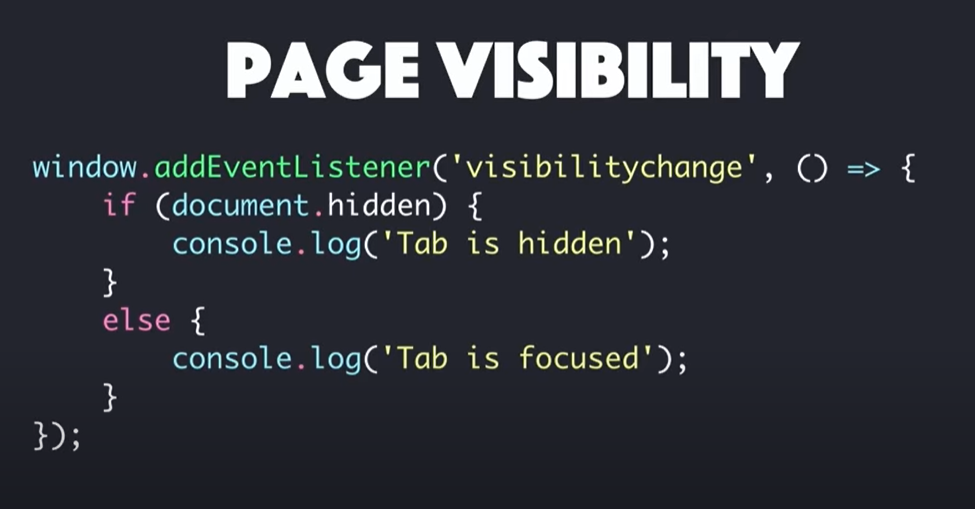 PAGE VISIBILITY
window.addEventListener('visibilitychange', () => {
    if (document.hidden) {
        console.log('Tab is hidden');
    }
    else {
        console.log('Tab is focused');
    }
});